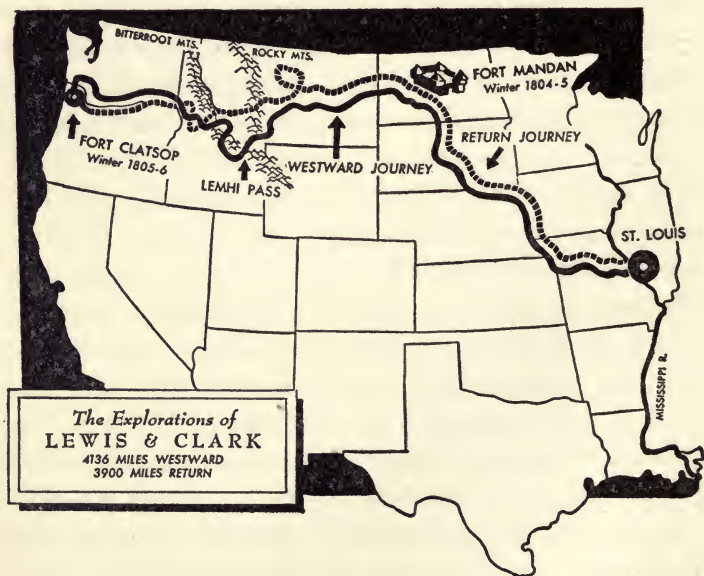 BITTERROOT MTS.
ROCKY MTS.
FORT MANDAN
Winter 1804-5
FORT CLATSOP
Winter 1805-6
LEMHI PASS
WESTWARD JOURNEY
RETURN JOURNEY
ST. LOUIS
MISSISSIPPI R.
The Explorations of
LEWIS & CLARK
4136 MILES WESTWARD
3900 MILES RETURN